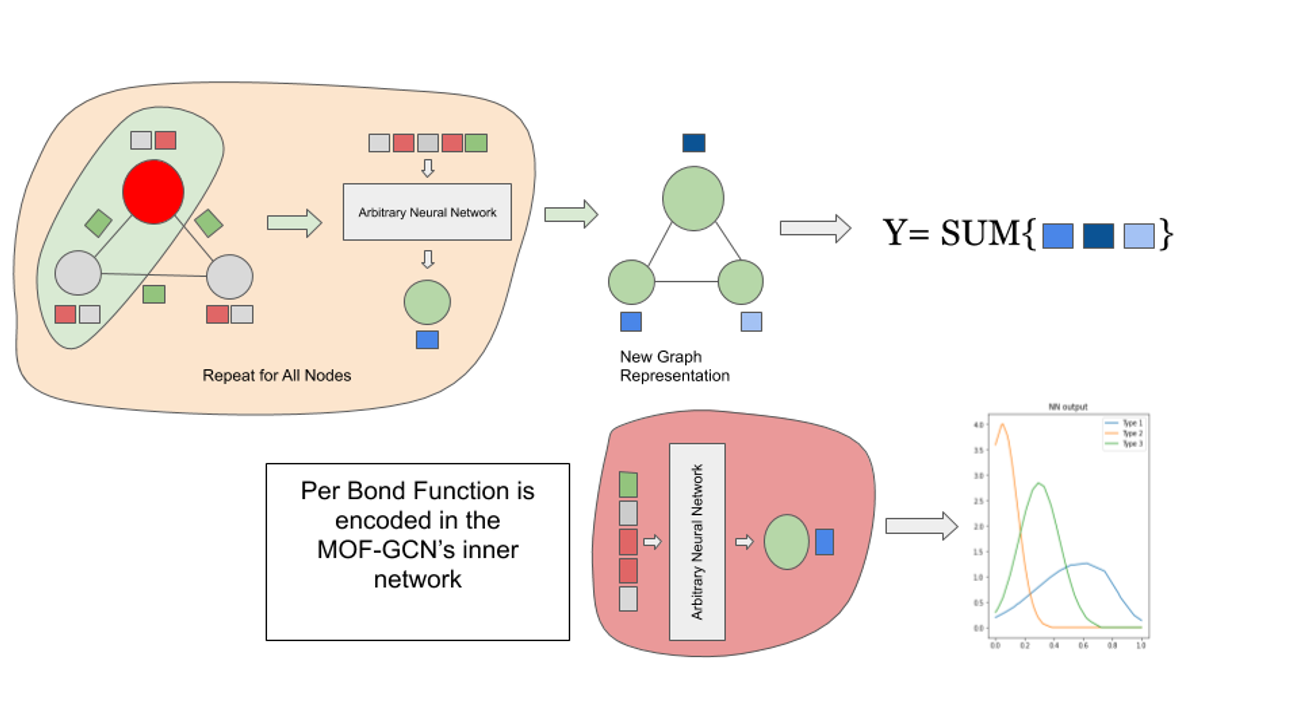 Arbitrary Neural Network
Y= SUM{ }
Repeat for All Nodes
New Graph
Representation
Per Bond Function is
encoded in the
MOF-GCN's inner
network
Arbitrary Neural Network
NN output
Type 1
Type 2
Type 3
4.0
3.5
3.0
2.5
2.0
1.5
1.0
0.5
0.0
0.0 0.2 0.4 0.6 0.8 1.0